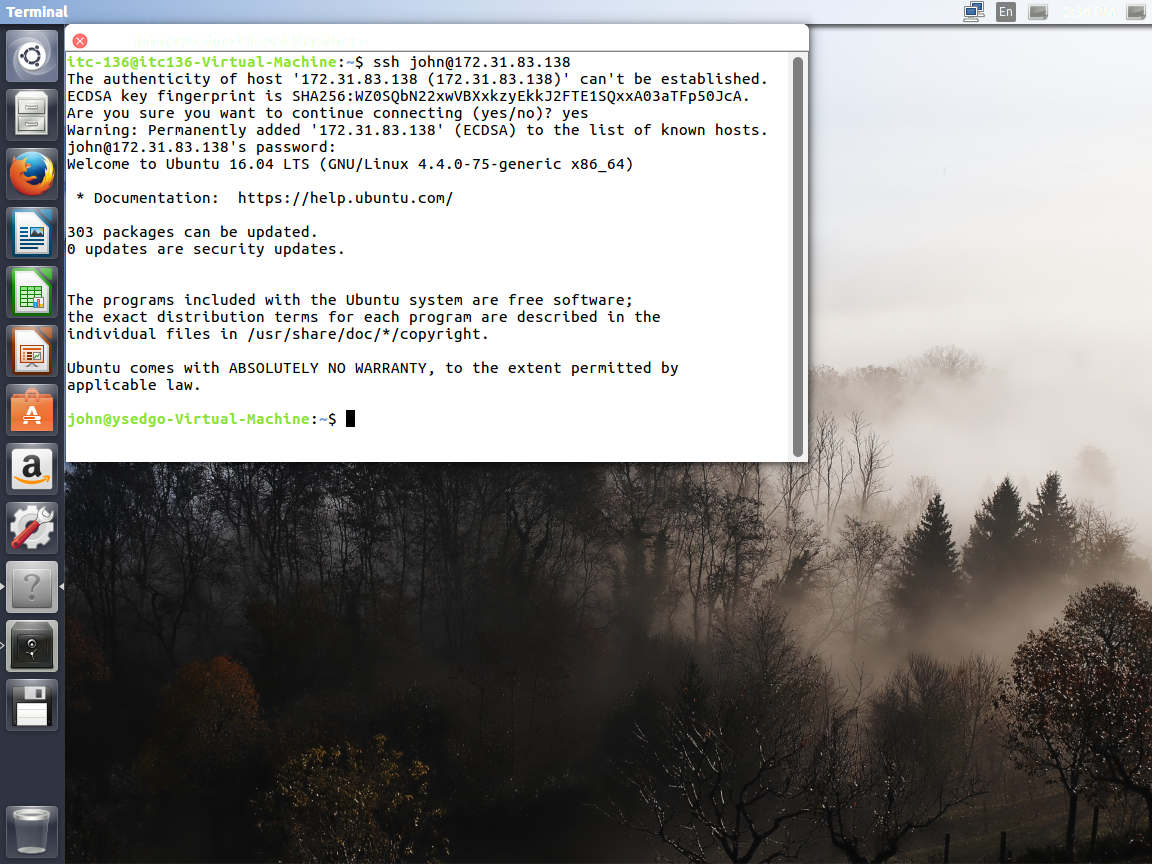 Terminal
En
itc-136@itc136-Virtual-Machine:~$ ssh john@172.31.83.138
The authenticity of host '172.31.83.138 (172.31.83.138)' can't be established.
ECDSA key fingerprint is SHA256:WZ0SQbN22xwVBXxkzyEkkJ2FTE1SQxxA03aTFp50JcA.
Are you sure you want to continue connecting (yes/no)? yes
Warning: Permanently added '172.31.83.138' (ECDSA) to the list of known hosts.
john@172.31.83.138's password:
Welcome to Ubuntu 16.04 LTS (GNU/Linux 4.4.0-75-generic x86_64)
* Documentation:  https://help.ubuntu.com/
303 packages can be updated.
0 updates are security updates.
The programs included with the Ubuntu system are free software;
the exact distribution terms for each program are described in the
individual files in /usr/share/doc/*/copyright.
Ubuntu comes with ABSOLUTELY NO WARRANTY, to the extent permitted by
applicable law.
john@ysedgo-Virtual-Machine:~$